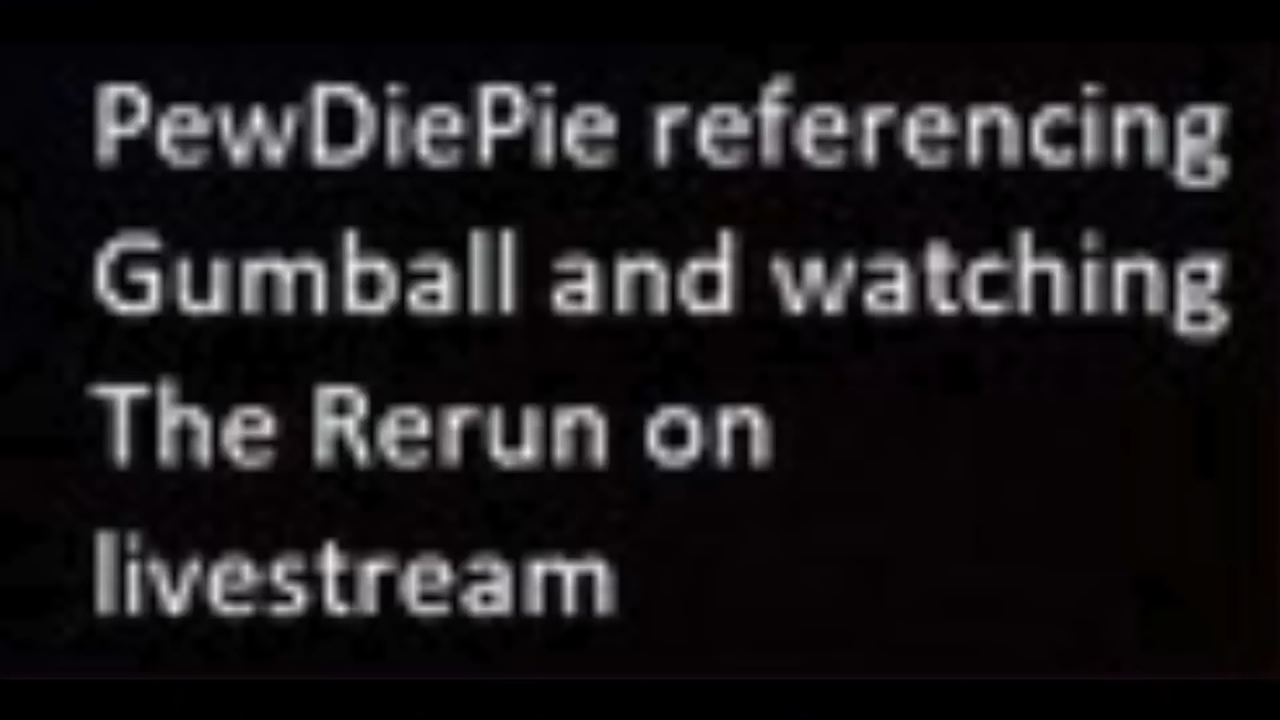 PewDiePie referencing
Gumball and watching
The Rerun on
livestream